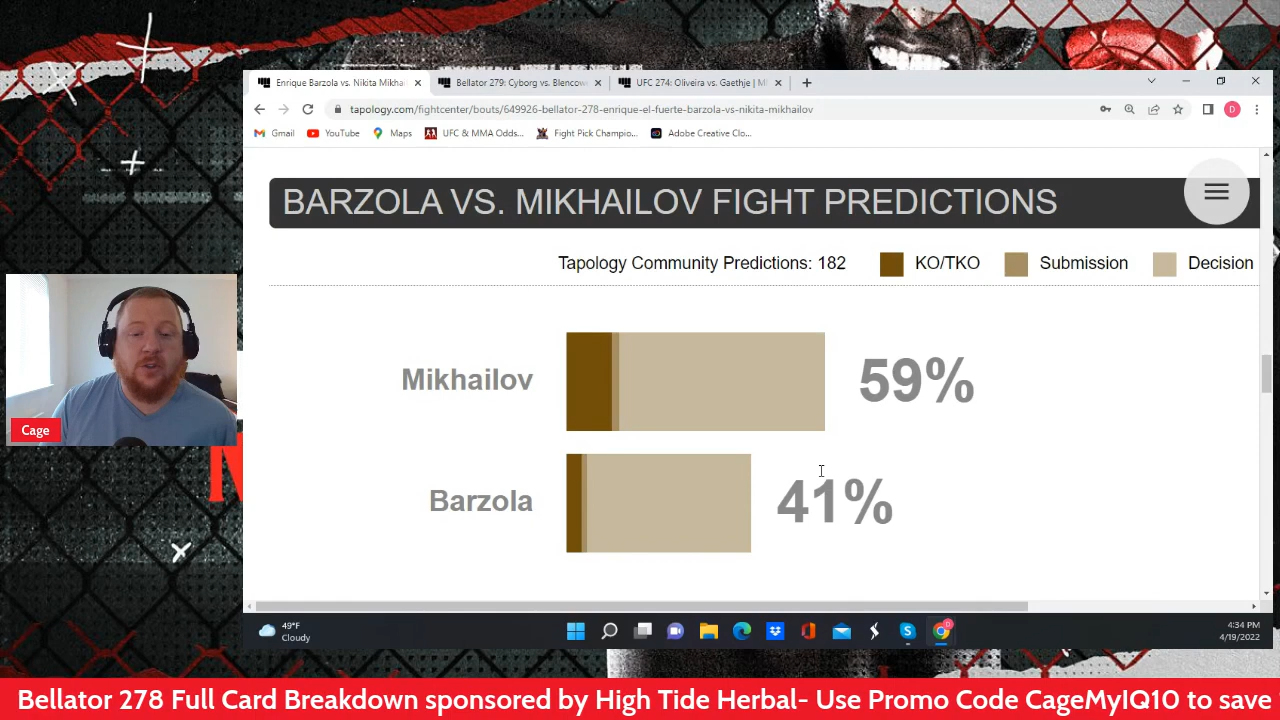 Enrique Barzola vs. Nikita Mikhai
Bellator 279: Cyborg vs. Blencow
UFC 274: Oliveira vs. Gaethje | M
tapology.com/fightcenter/bouts/649926-bellator-278-enrique-el-fuerte-barzola-vs-nikita-mikhailov
D
Gmail
YouTube
Maps
UFC & MMA Odds...
Fight Pick Champio...
Adobe Creative Clo...
BARZOLA VS. MIKHAILOV FIGHT PREDICTIONS
Tapology Community Predictions: 182
KO/TKO
Submission
Decision
Mikhailov
59%
Barzola
41%
Cage
49°F
Cloudy
4:34 PM
4/19/2022
Bellator 278 Full Card Breakdown sponsored by High Tide Herbal- Use Promo Code CageMyIQ10 to save